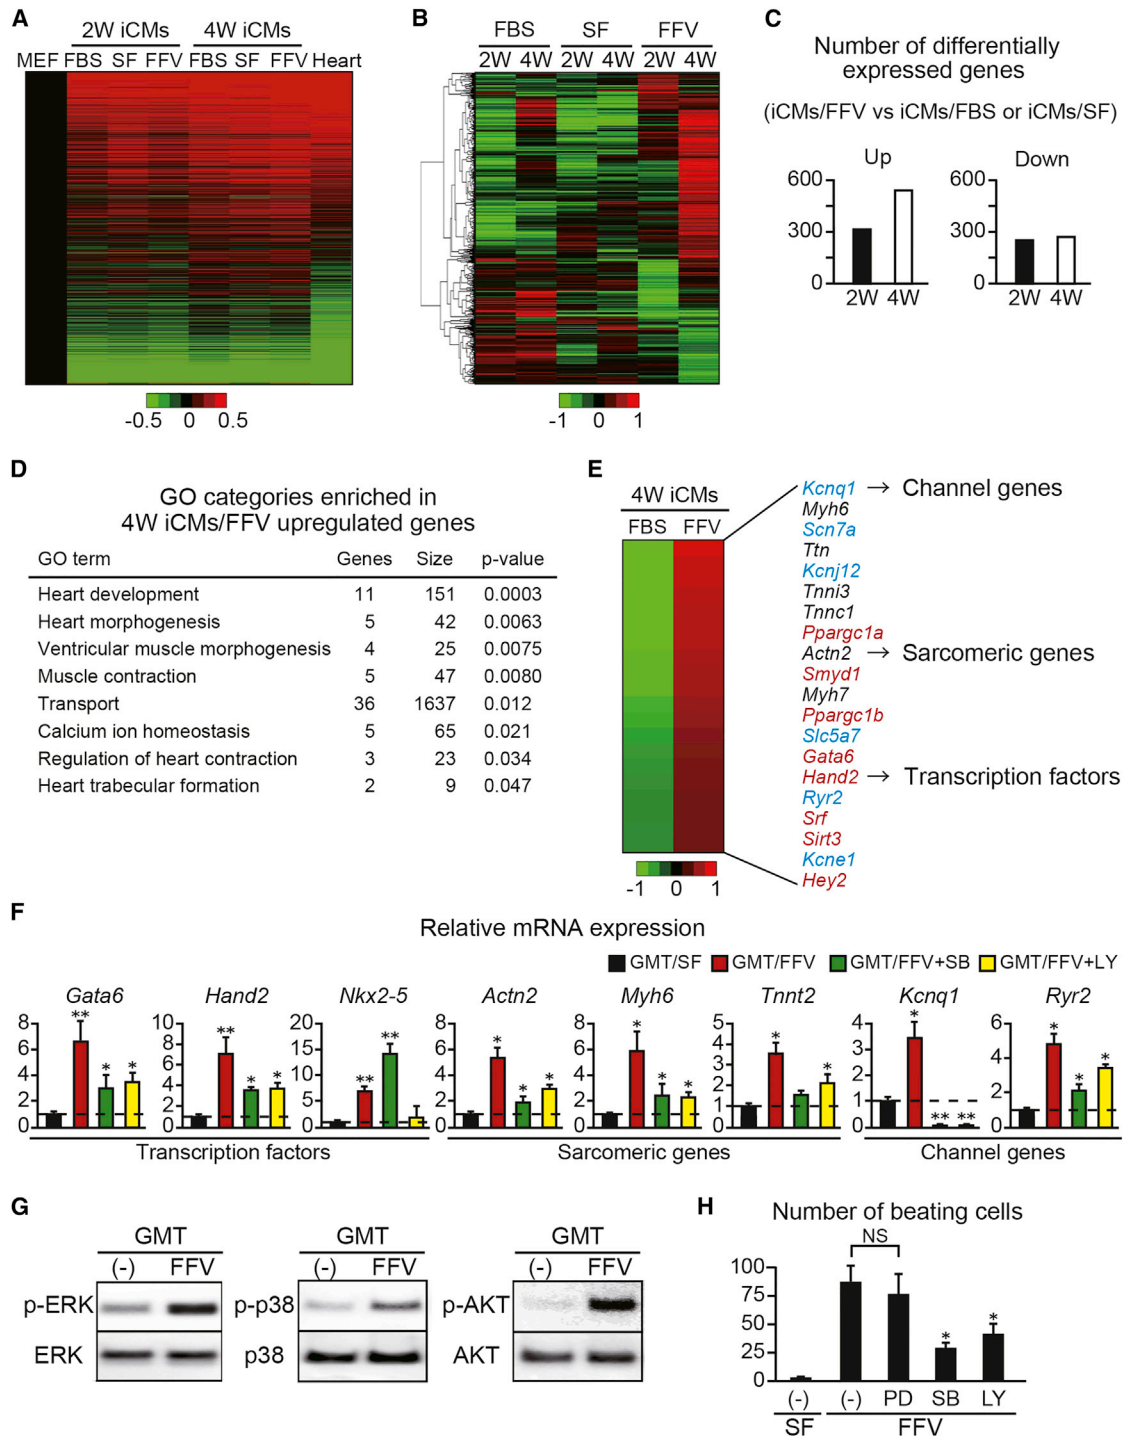 A
2W iCMs 4W iCMs
MEF FBS SF FFV FBS SF FFV Heart
-0.5 0 0.5
B
FBS SF FFV
2W 4W 2W 4W 2W 4W
-1 0 1
C
Number of differentially
expressed genes
(iCMs/FFV vs iCMs/FBS or iCMs/SF)
Up Down
600 600
300 300
0 0
2W 4W 2W 4W
D
GO categories enriched in
4W iCMs/FFV upregulated genes
GO term Genes Size p-value
Heart development 11 151 0.0003
Heart morphogenesis 5 42 0.0063
Ventricular muscle morphogenesis 4 25 0.0075
Muscle contraction 5 47 0.0080
Transport 36 1637 0.012
Calcium ion homeostasis 5 65 0.021
Regulation of heart contraction 3 23 0.034
Heart trabecular formation 2 9 0.047
E
4W iCMs
FBS FFV
-1 0 1
Kcnq1 → Channel genes
Myh6
Scn7a
Ttn
Kcnj12
Tnni3
Tnnc1
Ppargc1a
Actn2 → Sarcomeric genes
Smyd1
Myh7
Ppargc1b
Slc5a7
Gata6
Hand2 → Transcription factors
Ryr2
Srf
Sirt3
Kcne1
Hey2
F
Relative mRNA expression
GMT/SF GMT/FFV GMT/FFV+SB GMT/FFV+LY
Gata6 Hand2 Nkx2-5 Actn2 Myh6 Tnnt2 Kcnq1 Ryr2
** ** ** ** * * * * * *
* * * * * * * * * * * ** ** * *
8 10 20 8 8 5 4 6
6 8 15 6 6 4 3 4
4 6 10 4 4 3 2 2
2 4 5 2 2 2 1 0
0 2 0 0 0 1 0
0 0
Transcription factors Sarcomeric genes Channel genes
G
GMT GMT GMT
(-) FFV (-) FFV (-) FFV
p-ERK p-p38 p-AKT
ERK p38 AKT
H
Number of beating cells
NS
100
75
50
25
0
* *
(-) (-) PD SB LY
SF FFV